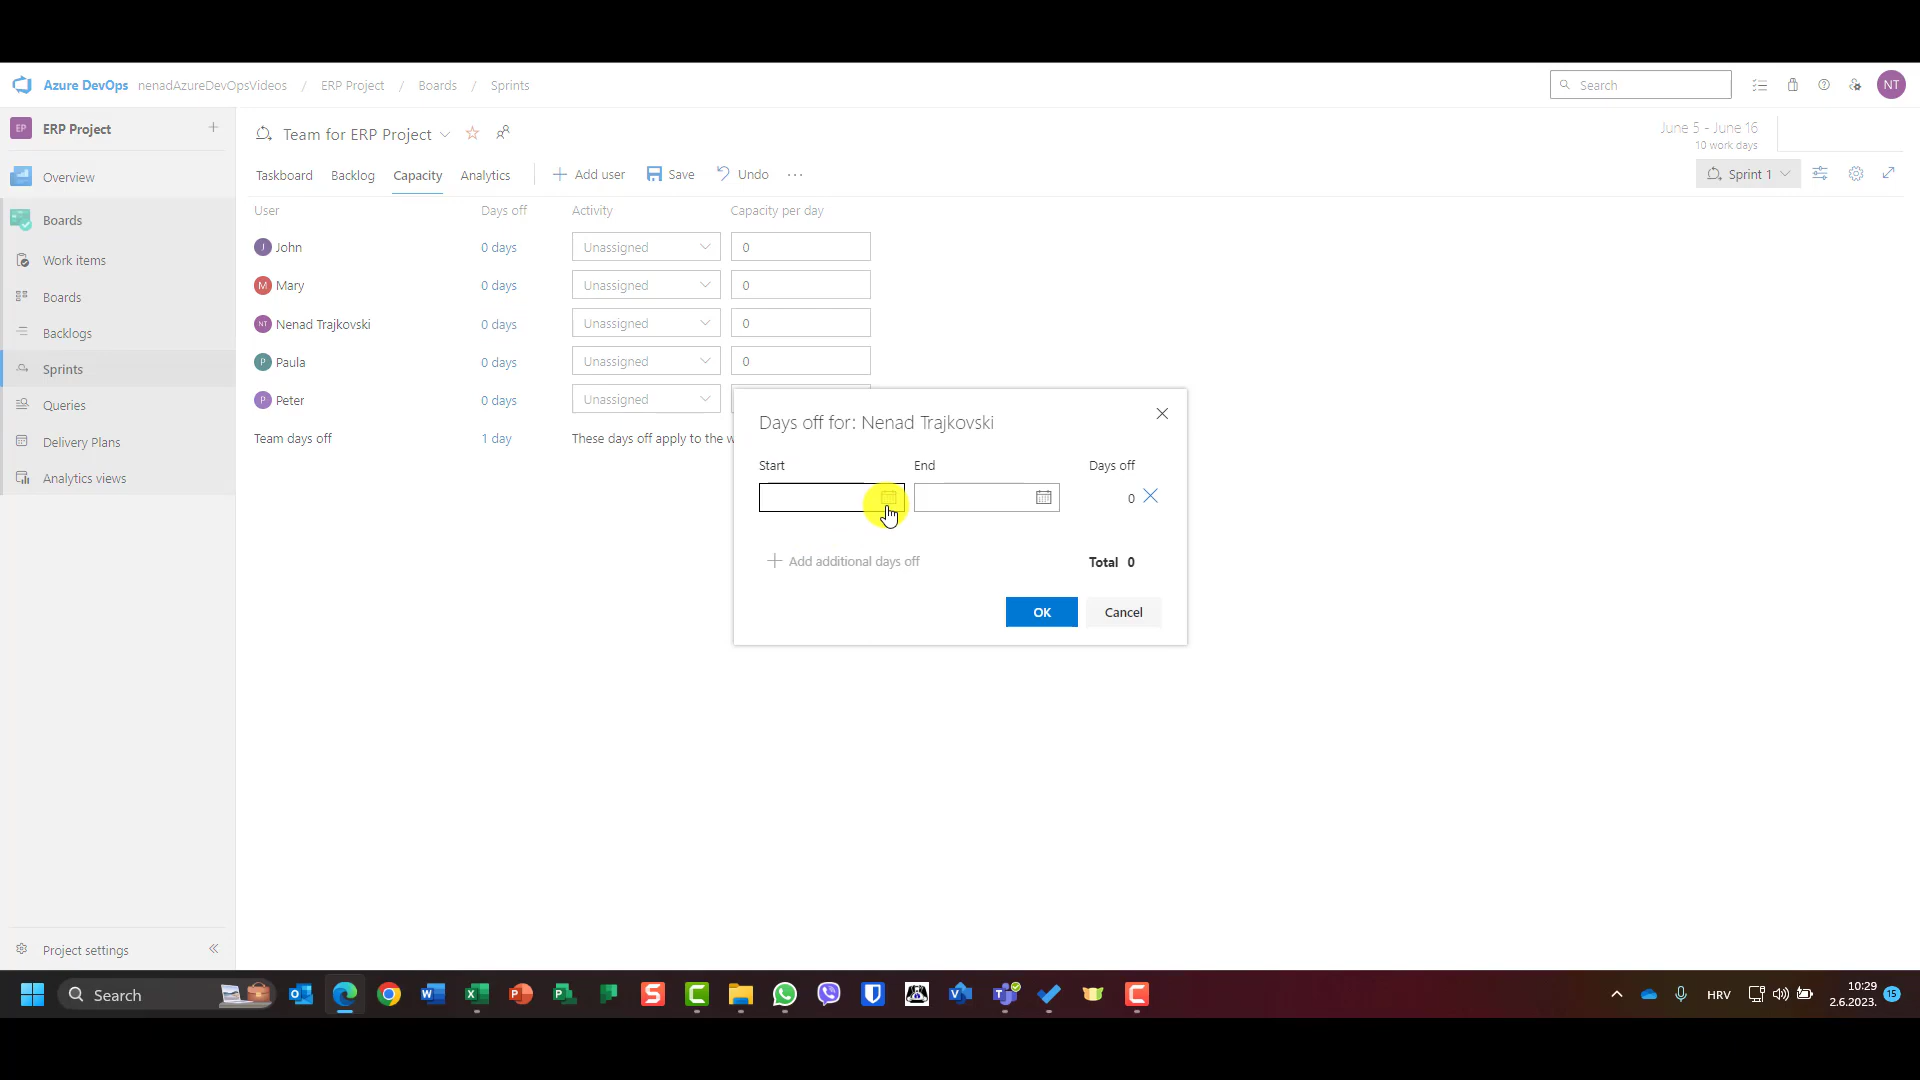 Azure DevOps nenadAzureDevOpsVideos / ERP Project / Boards / Sprints
Search
NT
EP ERP Project
Team for ERP Project
June 5 - June 16
10 work days
Taskboard Backlog Capacity Analytics Add user Save Undo
Sprint 1
Overview
Boards
Work items
Boards
Backlogs
Sprints
Queries
Delivery Plans
Analytics views
Project settings
User Days off Activity Capacity per day
J John 0 days Unassigned 0
M Mary 0 days Unassigned 0
NT Nenad Trajkovski 0 days Unassigned 0
P Paula 0 days Unassigned 0
P Peter 0 days Unassigned
Team days off 1 day These days off apply to the w
Days off for: Nenad Trajkovski
Start End Days off
0
Add additional days off Total 0
OK Cancel
Search
HRV
10:29
2.6.2023.
15